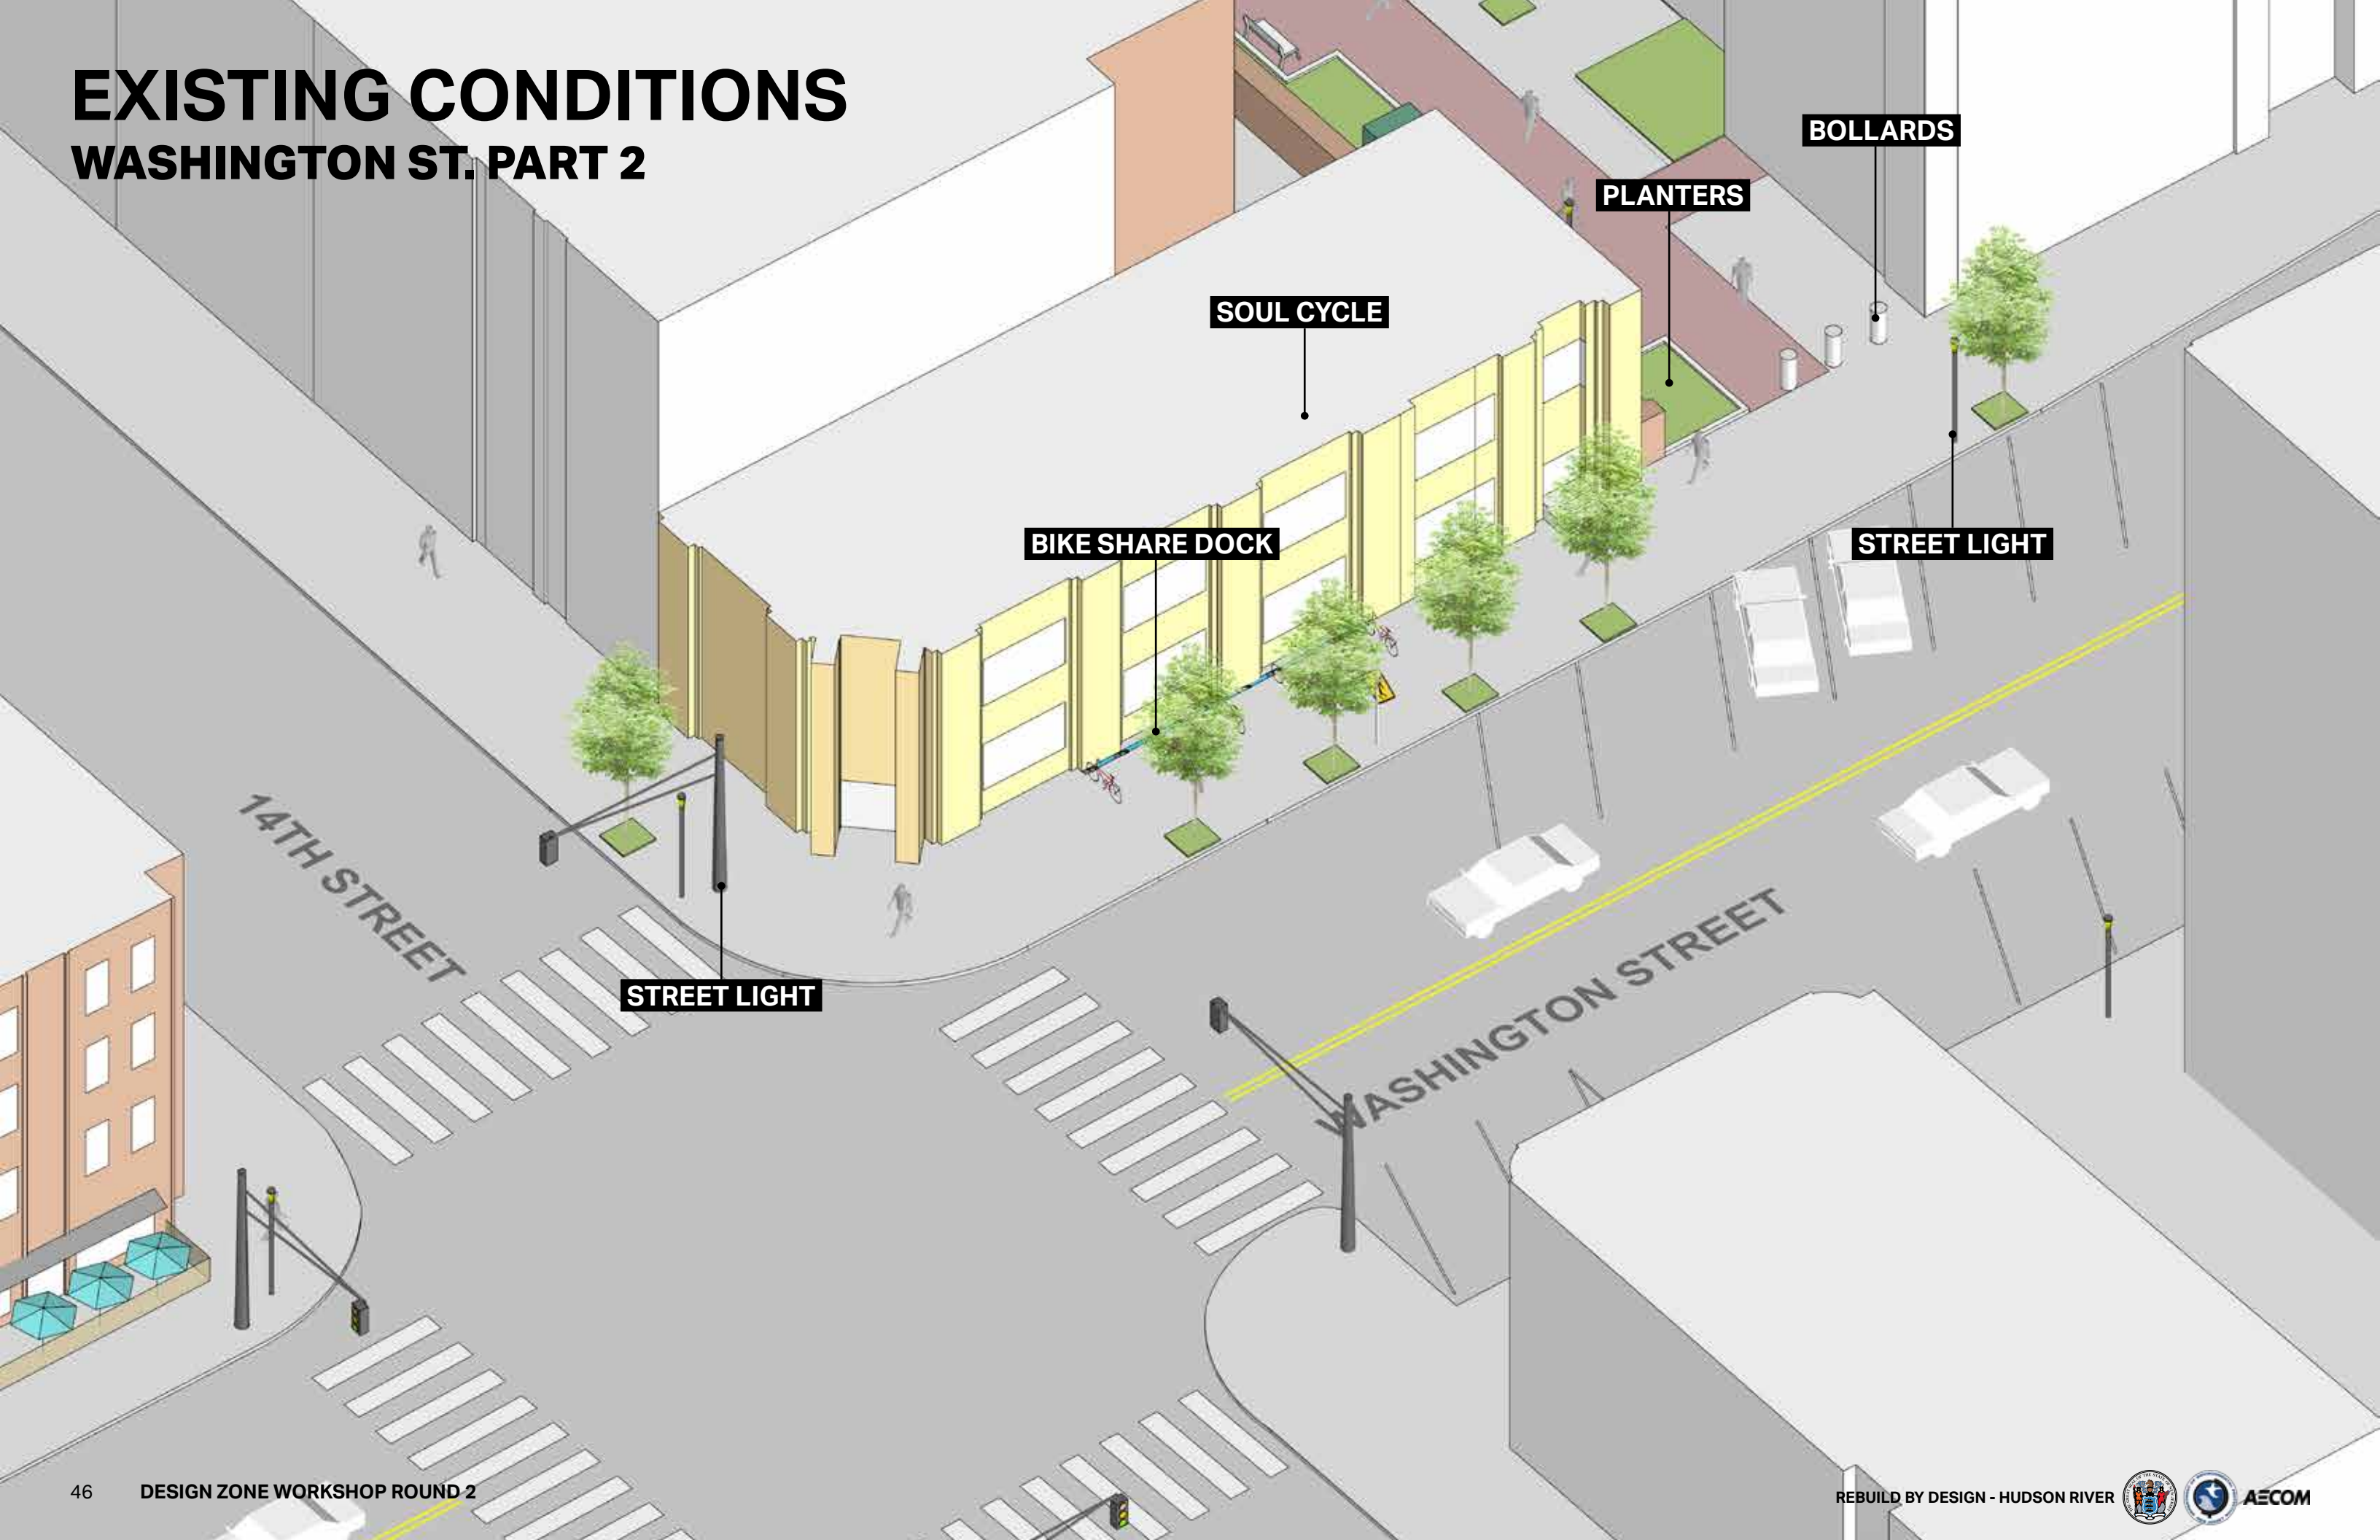 EXISTING CONDITIONS
WASHINGTON ST. PART 2
BOLLARDS
PLANTERS
SOUL CYCLE
BIKE SHARE DOCK
STREET LIGHT
14TH STREET
WASHINGTON STREET
STREET LIGHT
46 DESIGN ZONE WORKSHOP ROUND 2
REBUILD BY DESIGN - HUDSON RIVER
AECOM